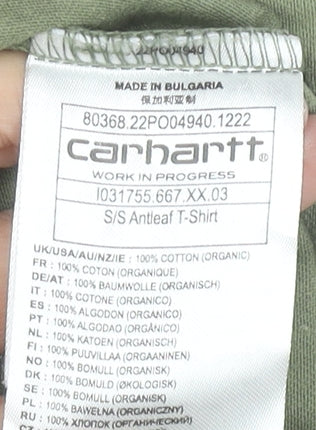 22PO04940
MADE IN BULGARIA
保加利亚制
80368.22PO04940.1222
carhartt®
WORK IN PROGRESS
I031755.667.XX.03
S/S Antleaf T-Shirt
UK/USA/AU/NZ/IE : 100% COTTON (ORGANIC)
FR : 100% COTON (ORGANIQUE)
DE/AT : 100% BAUMWOLLE (ORGANISCH)
IT : 100% COTONE (ORGANICO)
ES : 100% ALGODON (ORGANICO)
PT : 100% ALGODAO (ORGÂNICO)
NL : 100% KATOEN (ORGANISCH)
FI : 100% PUUVILLAA (ORGAANINEN)
NO : 100% BOMULL (ORGANISK)
DK : 100% BOMULD (ØKOLOGISK)
SE : 100% BOMULL (ORGANISK)
PL : 100% BAWEŁNA (ORGANICZNY)
RU : 100% ХЛОПОК (ОРГАНИЧЕСКИЙ)
CZ